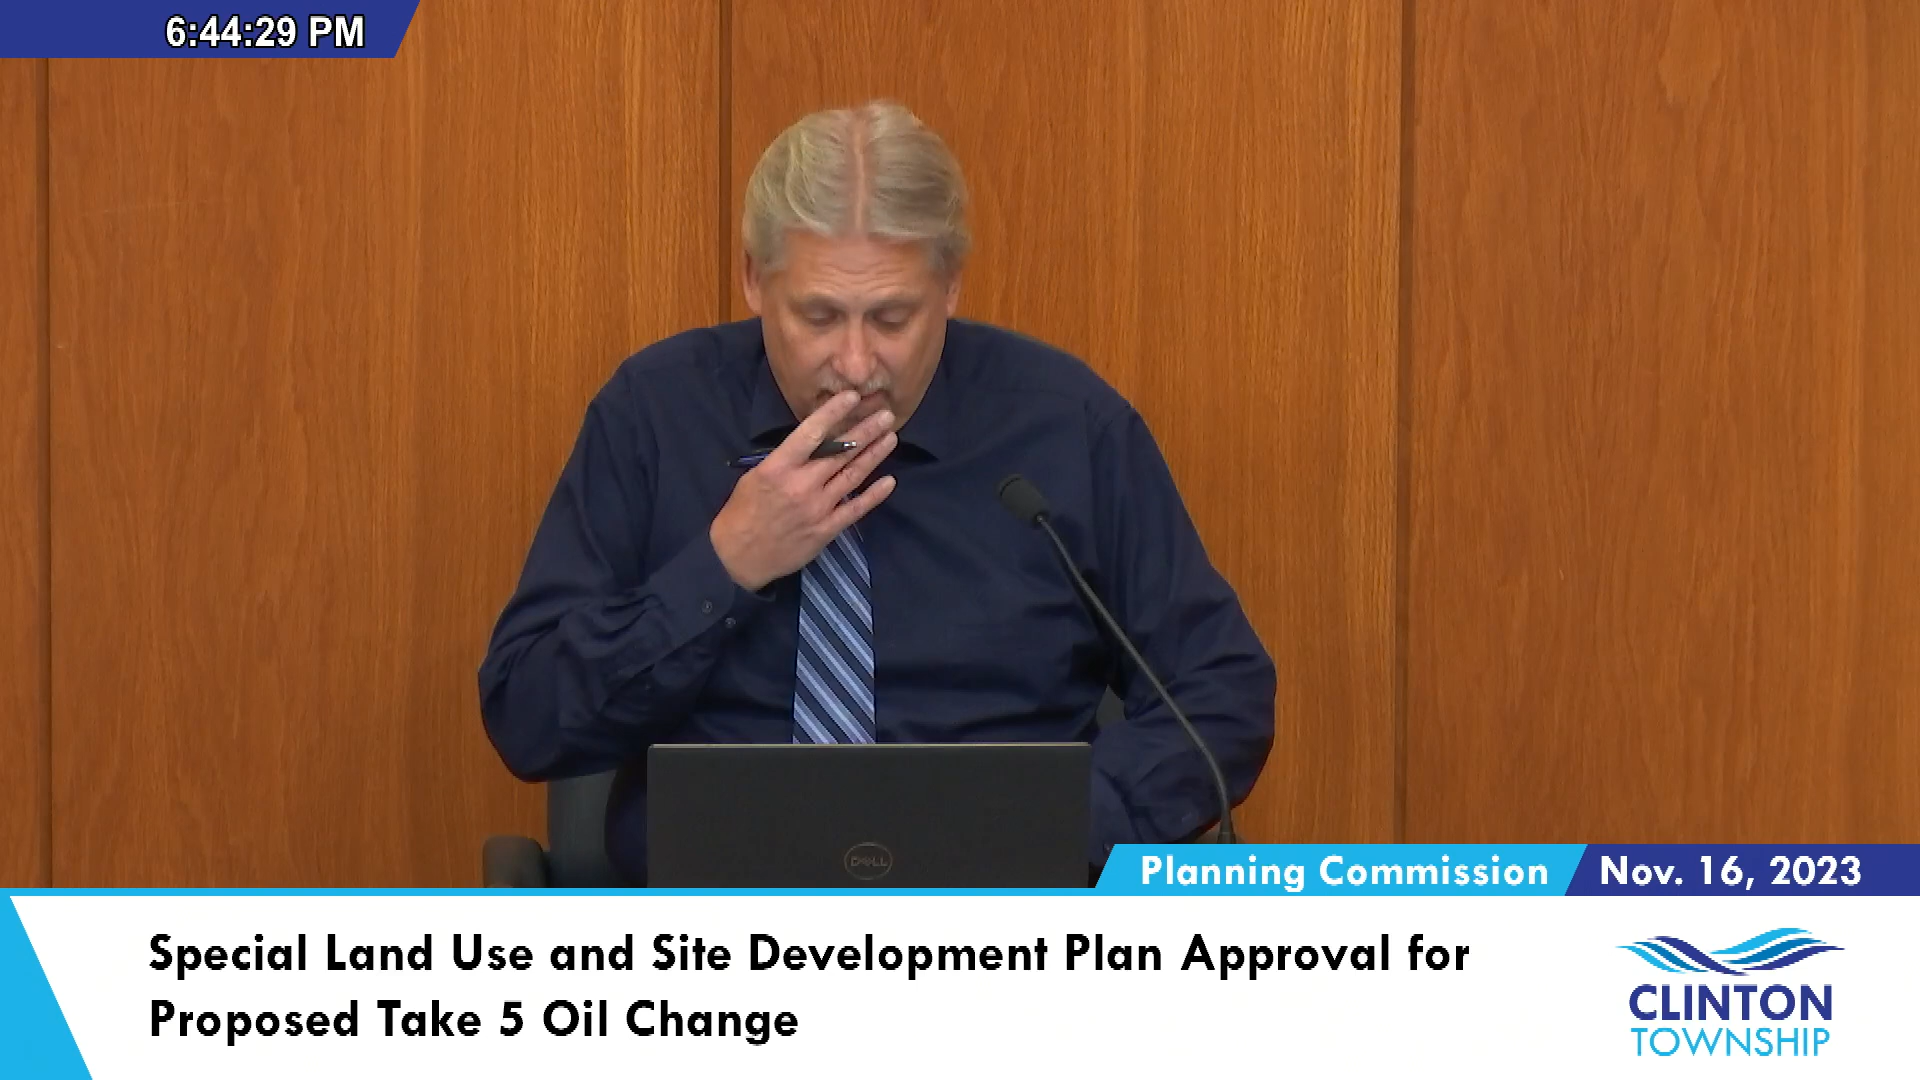 6:44:29 PM
DELL
Planning Commission
Nov. 16, 2023
Special Land Use and Site Development Plan Approval for
Proposed Take 5 Oil Change
CLINTON
TOWNSHIP